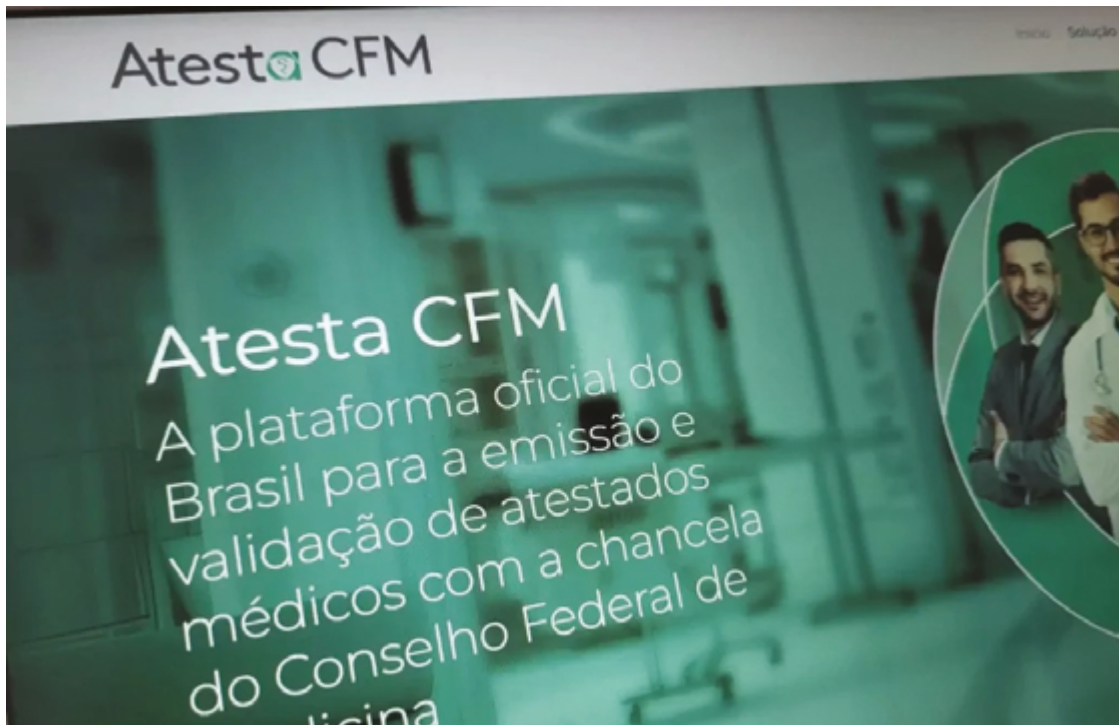 Atesta CFM
Início Solução
Atesta CFM
A plataforma oficial do
Brasil para a emissão e
validação de atestados
médicos com a chancela
do Conselho Federal de